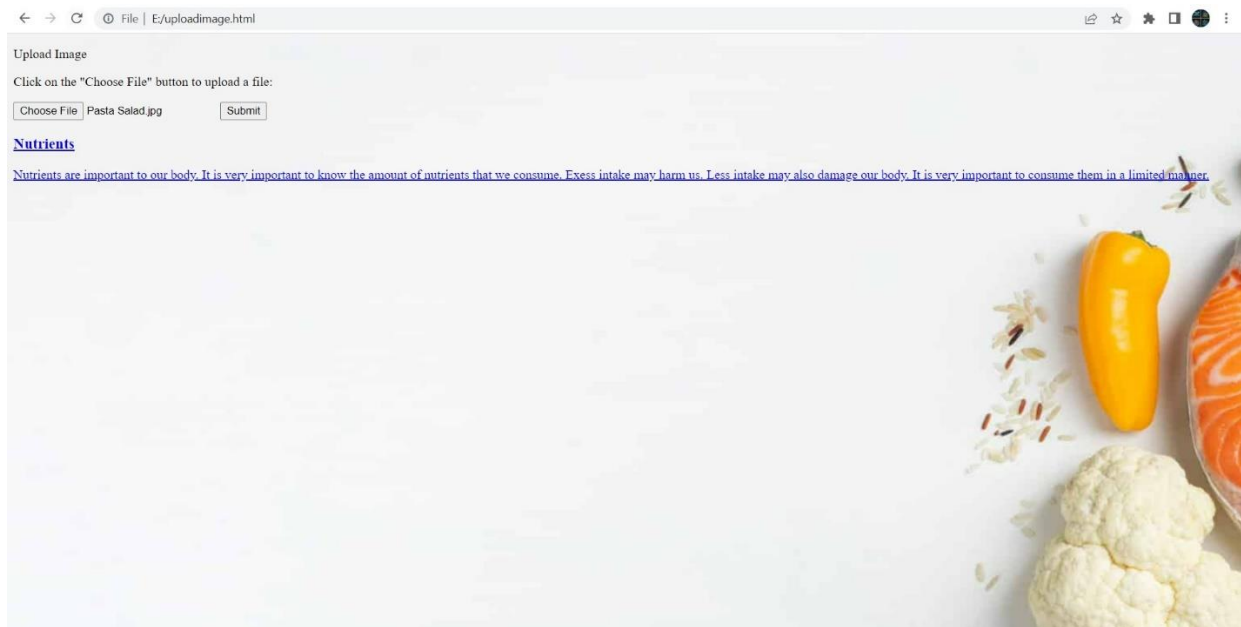 File | E:/uploadimage.html
Upload Image
Click on the "Choose File" button to upload a file:
Choose File Pasta Salad.jpg Submit
Nutrients
Nutrients are important to our body. It is very important to know the amount of nutrients that we consume. Exess intake may harm us. Less intake may also damage our body. It is very important to consume them in a limited manner.